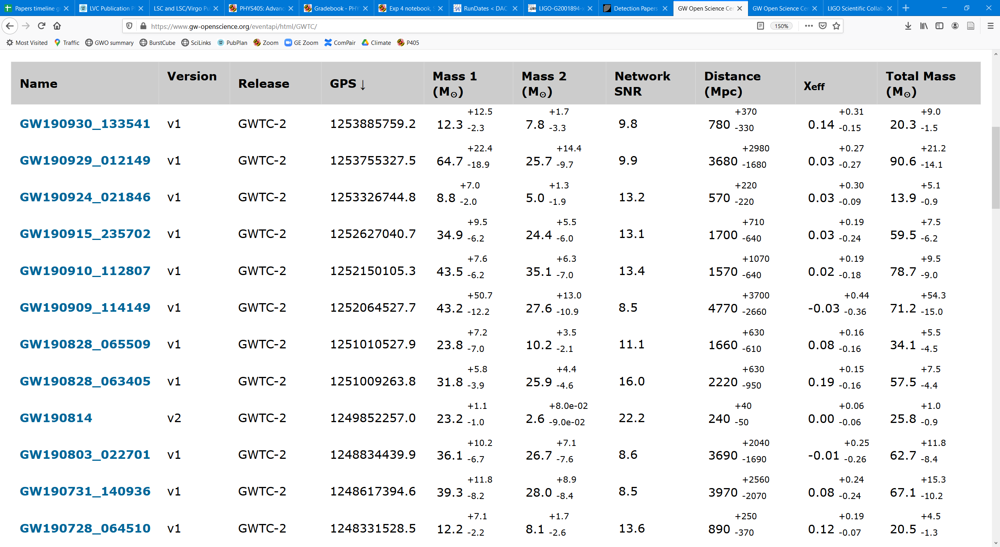 Papers timeline g
LVC Publication P
LSC and LSC/Virgo Pu
PHYS405: Advanc
Gradebook - PHY
Exp 4 notebook, S
RunDates < DAC
LIGO-G2001894-x
Detection Papers
GW Open Science Cen
GW Open Science Cen
LIGO Scientific Collab
https://www.gw-openscience.org/eventapi/html/GWTC/
150%
Most Visited Traffic GWO summary BurstCube SciLinks PubPlan Zoom GE Zoom ComPair Climate P405
Name Version Release GPS ↓ Mass 1 (M⊙) Mass 2 (M⊙) Network SNR Distance (Mpc) Χeff Total Mass (M⊙)
GW190930_133541 v1 GWTC-2 1253885759.2 12.3 +12.5 -2.3 7.8 +1.7 -3.3 9.8 780 +370 -330 0.14 +0.31 -0.15 20.3 +9.0 -1.5
GW190929_012149 v1 GWTC-2 1253755327.5 64.7 +22.4 -18.9 25.7 +14.4 -9.7 9.9 3680 +2980 -1680 0.03 +0.27 -0.27 90.6 +21.2 -14.1
GW190924_021846 v1 GWTC-2 1253326744.8 8.8 +7.0 -2.0 5.0 +1.3 -1.9 13.2 570 +220 -220 0.03 +0.30 -0.09 13.9 +5.1 -0.9
GW190915_235702 v1 GWTC-2 1252627040.7 34.9 +9.5 -6.2 24.4 +5.5 -6.0 13.1 1700 +710 -640 0.03 +0.19 -0.24 59.5 +7.5 -6.2
GW190910_112807 v1 GWTC-2 1252150105.3 43.5 +7.6 -6.2 35.1 +6.3 -7.0 13.4 1570 +1070 -640 0.02 +0.19 -0.18 78.7 +9.5 -9.0
GW190909_114149 v1 GWTC-2 1252064527.7 43.2 +50.7 -12.2 27.6 +13.0 -10.9 8.5 4770 +3700 -2660 -0.03 +0.44 -0.36 71.2 +54.3 -15.0
GW190828_065509 v1 GWTC-2 1251010527.9 23.8 +7.2 -7.0 10.2 +3.5 -2.1 11.1 1660 +630 -610 0.08 +0.16 -0.16 34.1 +5.5 -4.5
GW190828_063405 v1 GWTC-2 1251009263.8 31.8 +5.8 -3.9 25.9 +4.4 -4.6 16.0 2220 +630 -950 0.19 +0.15 -0.16 57.5 +7.5 -4.4
GW190814 v2 GWTC-2 1249852257.0 23.2 +1.1 -1.0 2.6 +8.0e-02 -9.0e-02 22.2 240 +40 -50 0.00 +0.06 -0.06 25.8 +1.0 -0.9
GW190803_022701 v1 GWTC-2 1248834439.9 36.1 +10.2 -6.7 26.7 +7.1 -7.6 8.6 3690 +2040 -1690 -0.01 +0.25 -0.26 62.7 +11.8 -8.4
GW190731_140936 v1 GWTC-2 1248617394.6 39.3 +11.8 -8.2 28.0 +8.9 -8.4 8.5 3970 +2560 -2070 0.08 +0.24 -0.24 67.1 +15.3 -10.2
GW190728_064510 v1 GWTC-2 1248331528.5 12.2 +7.1 -2.2 8.1 +1.7 -2.6 13.6 890 +250 -370 0.12 +0.19 -0.07 20.5 +4.5 -1.3